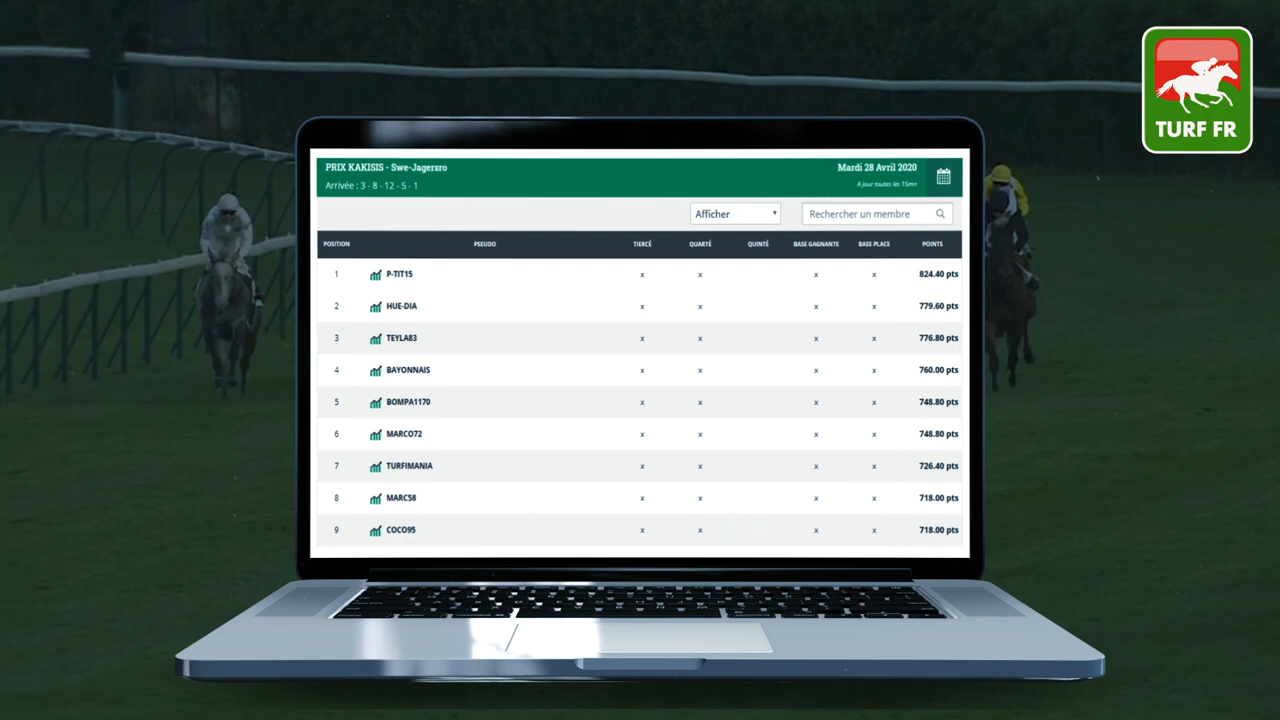 TURF FR
PRIX KAKISIS - Swe-Jagersro
Mardi 28 Avril 2020
Arrivée : 3 - 8 - 12 - 5 - 1
A jour toutes les 15mn
Afficher
Rechercher un membre
POSITION PSEUDO TIERCÉ QUARTÉ QUINTÉ BASE GAGNANTE BASE PLACE POINTS
1 P-TIT15 x x x x 824.40 pts
2 HUE-DIA x x x x 779.60 pts
3 TEYLA83 x x x x 776.80 pts
4 BAYONNAIS x x x x 760.00 pts
5 BOMPA1170 x x x x 748.80 pts
6 MARCO72 x x x x 748.80 pts
7 TURFIMANIA x x x x 726.40 pts
8 MARC58 x x x x 718.00 pts
9 COCO95 x x x x 718.00 pts